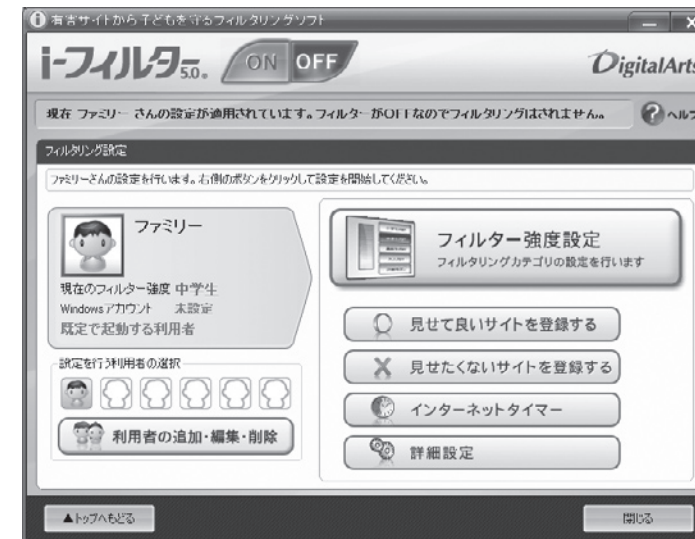 有害サイトから子どもを守るフィルタリングソフト
i-フィルター5.0. ON OFF
DigitalArts
現在 ファミリー さんの設定が適用されています。フィルターがOFFなのでフィルタリングはされません。
ヘルプ
フィルタリング設定
ファミリーさんの設定を行います。右側のボタンをクリックして設定を開始してください。
ファミリー
現在のフィルター強度 中学生
Windowsアカウント 未設定
既定で起動する利用者
設定を行う利用者の選択
利用者の追加・編集・削除
フィルター強度設定
フィルタリングカテゴリの設定を行います
見せて良いサイトを登録する
見せたくないサイトを登録する
インターネットタイマー
詳細設定
▲トップへもどる
閉じる